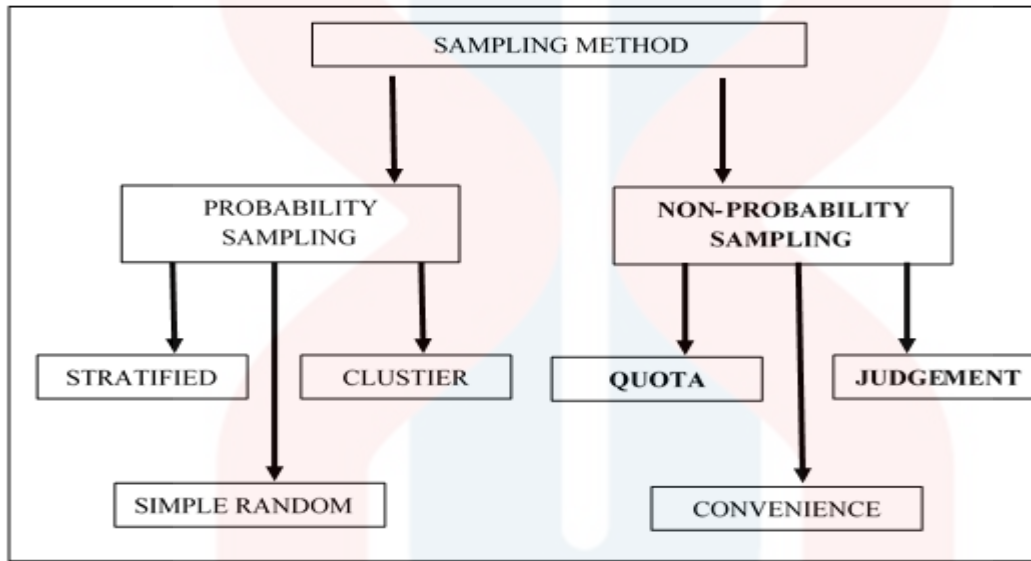 SAMPLING METHOD
PROBABILITY
SAMPLING
NON-PROBABILITY
SAMPLING
STRATIFIED
CLUSTIER
QUOTA
JUDGEMENT
SIMPLE RANDOM
CONVENIENCE